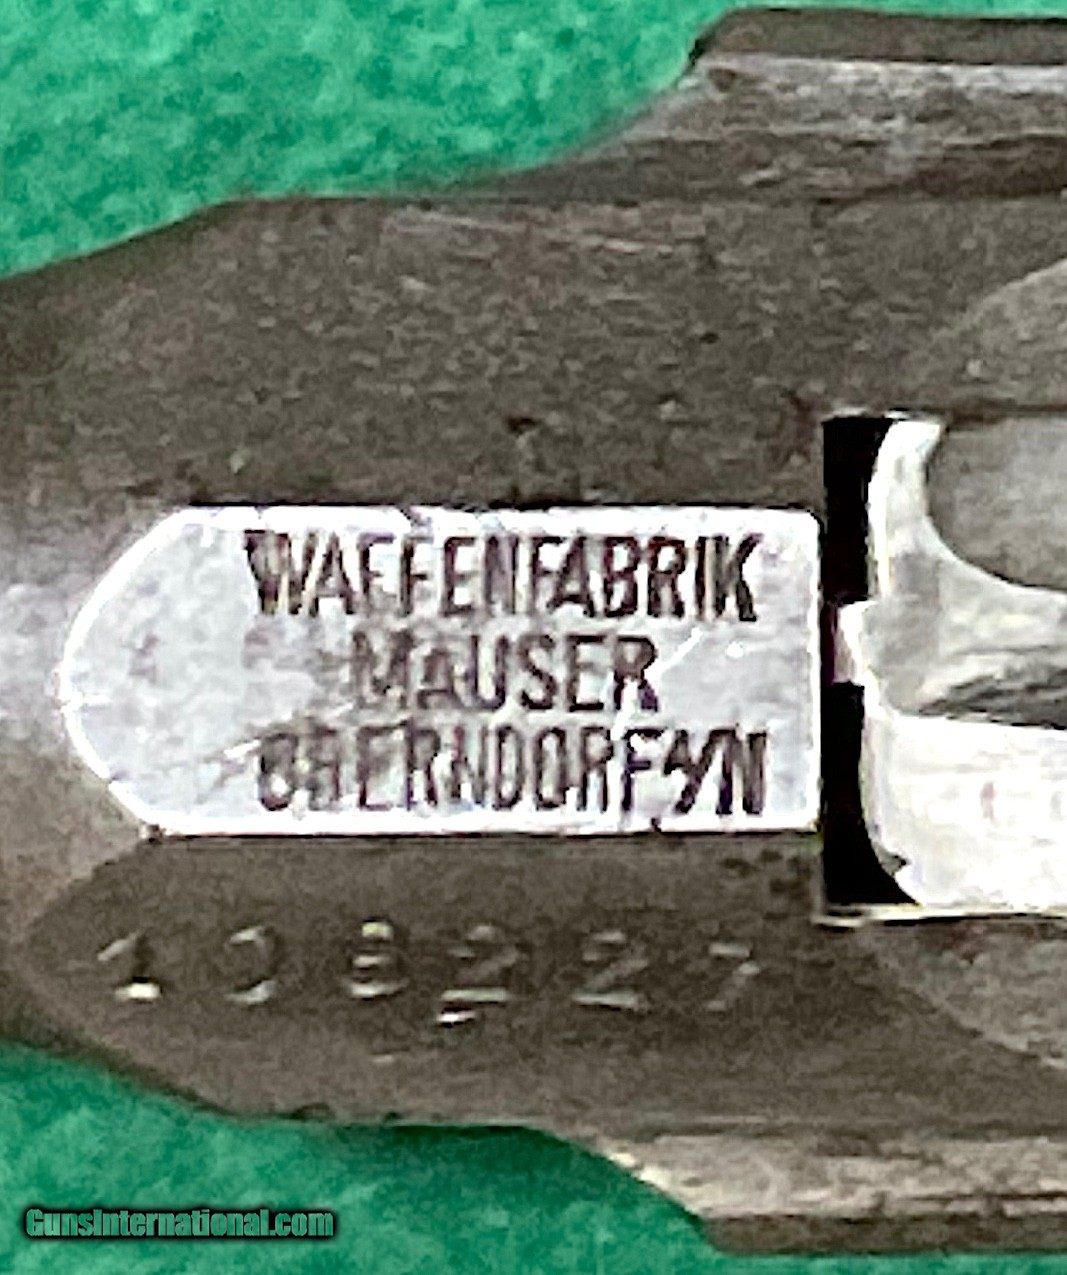 WAFFENFABRIK
MAUSER
OBERNDORF A/N
108227
GunsInternational.com